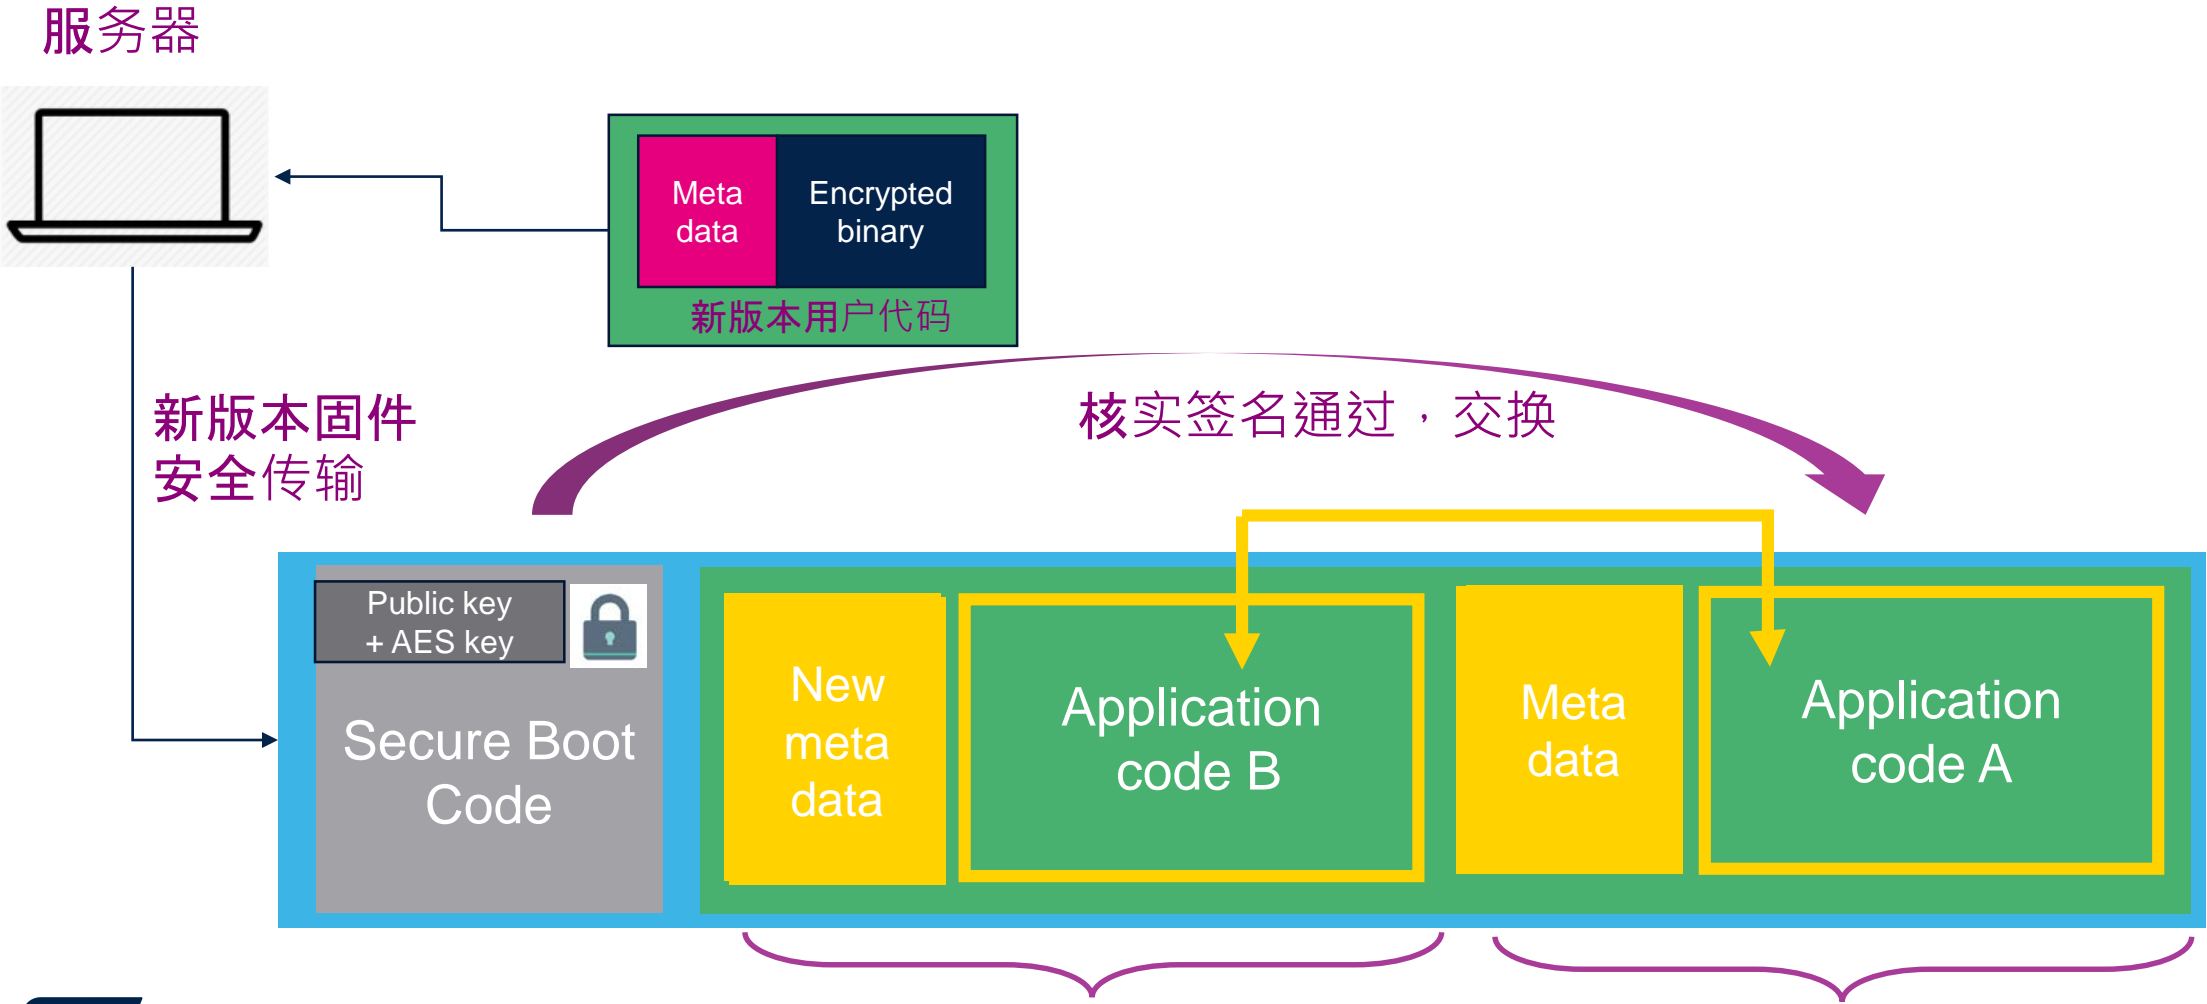 服务器
Meta
data
Encrypted
binary
新版本用户代码
新版本固件
安全传输
核实签名通过，交换
Public key
+ AES key
Secure Boot
Code
New
meta
data
Application
code B
Meta
data
Application
code A